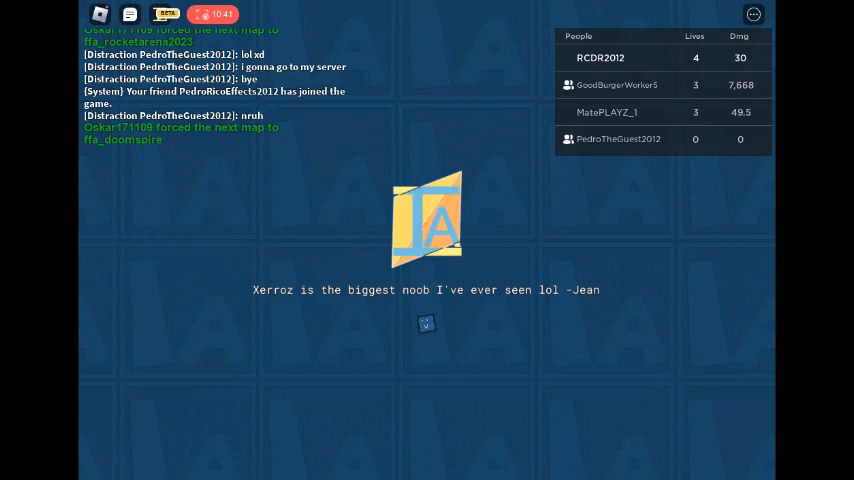 BETA
10:41
Oskar171109 forced the next map to
ffa_rocketarena2023
[Distraction PedroTheGuest2012]: lol xd
[Distraction PedroTheGuest2012]: i gonna go to my server
[Distraction PedroTheGuest2012]: bye
{System} Your friend PedroRicoEffects2012 has joined the
game.
[Distraction PedroTheGuest2012]: nruh
Oskar171109 forced the next map to
ffa_doomspire
People Lives Dmg
RCDR2012 4 30
GoodBurgerWorker5 3 7,668
MatePLAYZ_1 3 49.5
PedroTheGuest2012 0 0
IA
Xerroz is the biggest noob I've ever seen lol -Jean